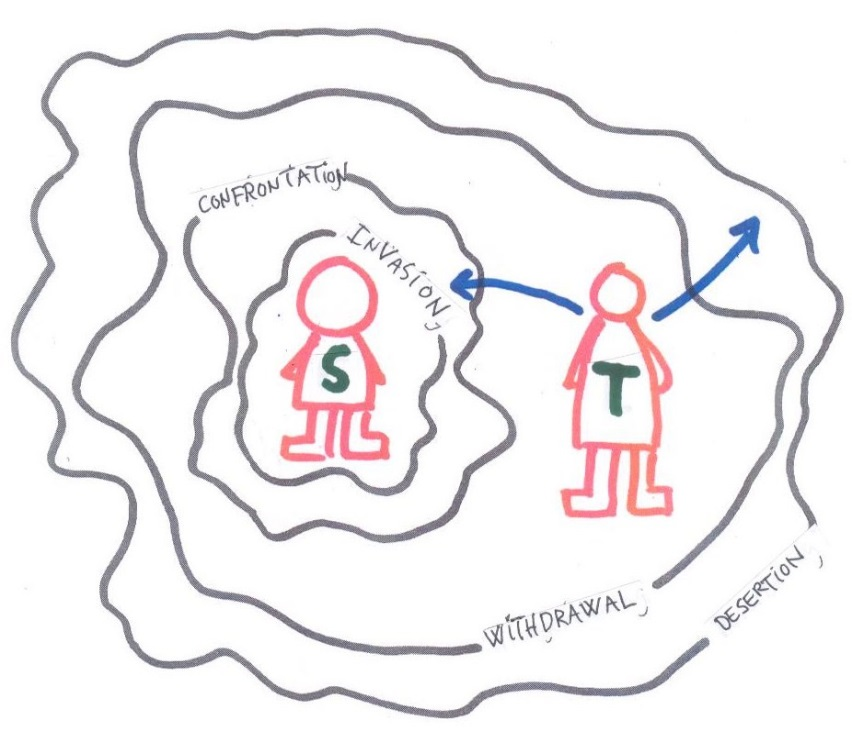 CONFRONTATION
INVASION
S
T
WITHDRAWAL
DESERTION